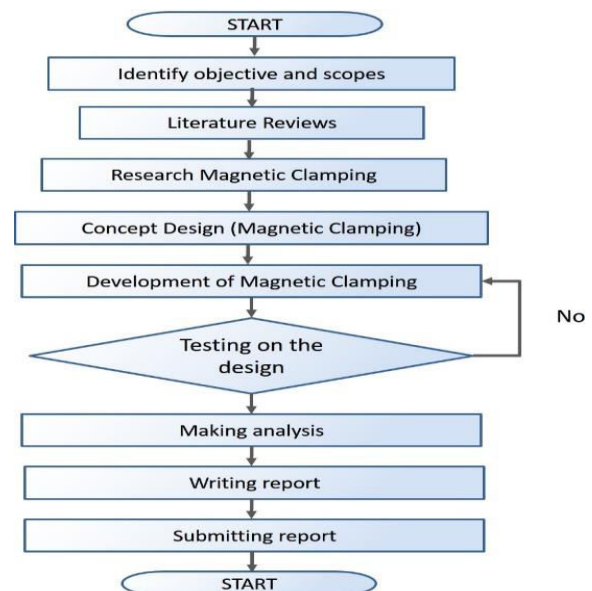 START
Identify objective and scopes
Literature Reviews
Research Magnetic Clamping
Concept Design (Magnetic Clamping)
Development of Magnetic Clamping
No
Testing on the
design
Making analysis
Writing report
Submitting report
START